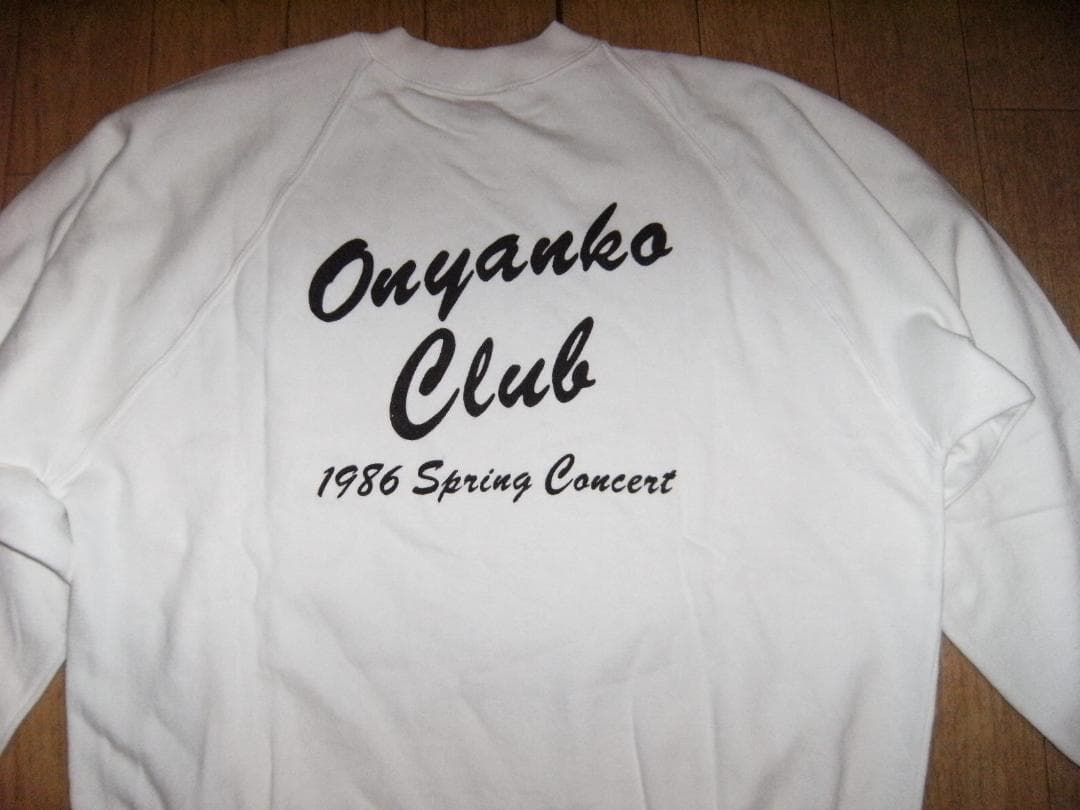 Onyanko
Club
1986 Spring Concert